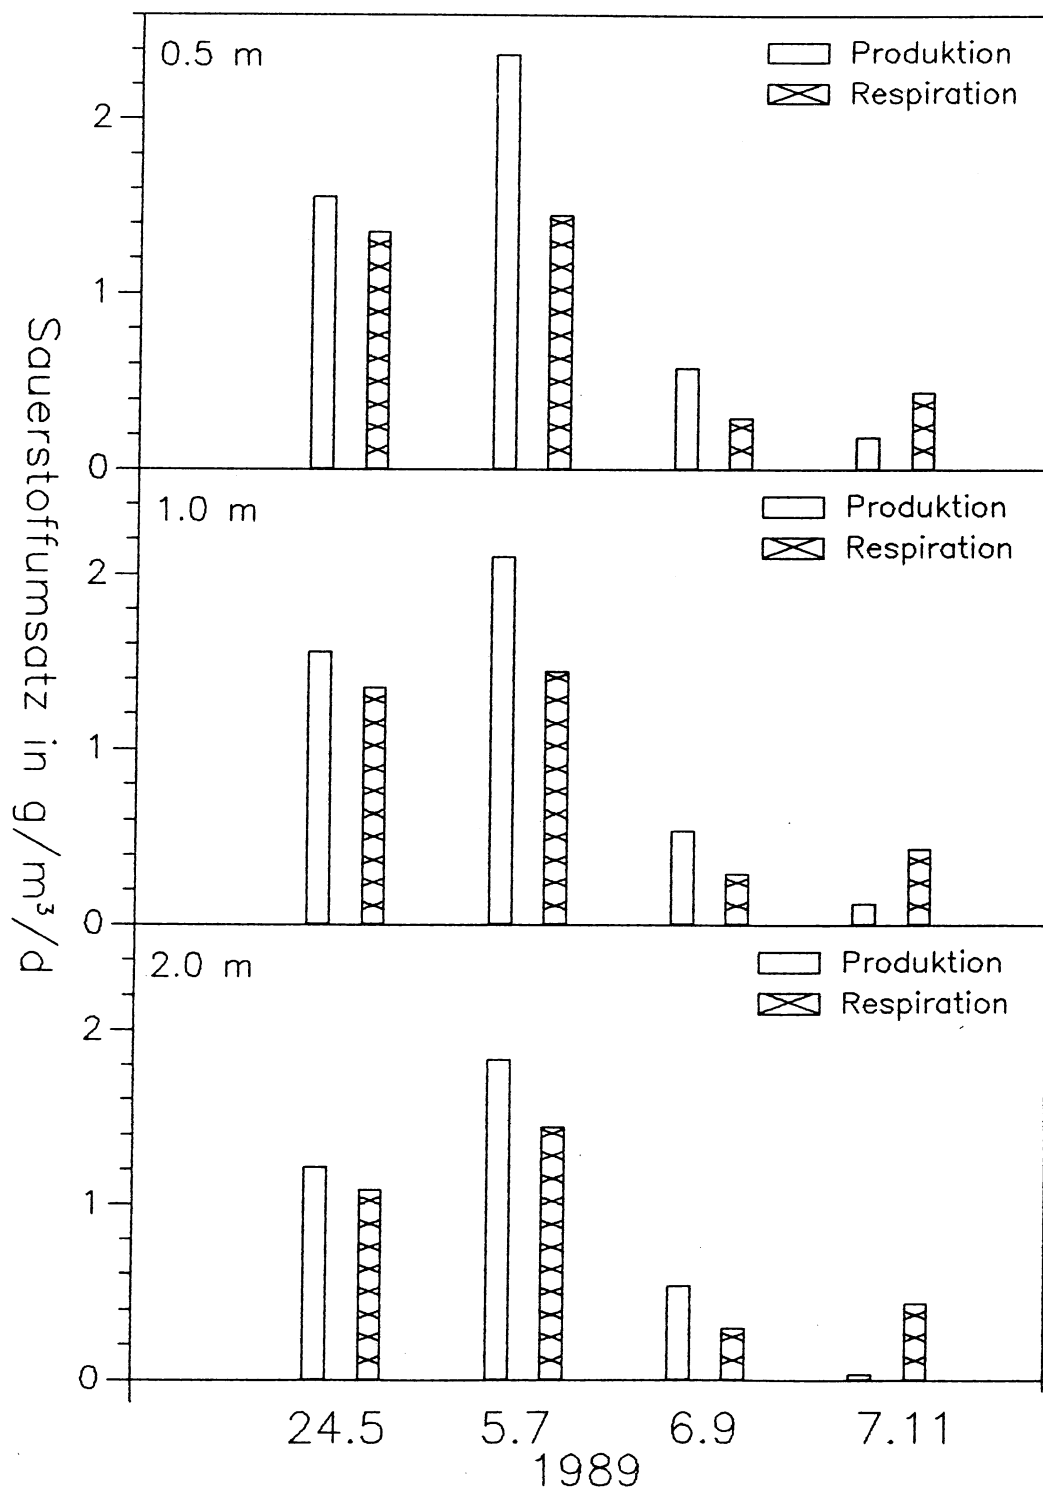 0.5 m
Produktion
Respiration
2
1
0
1.0 m
Produktion
Respiration
2
1
0
2.0 m
Produktion
Respiration
2
1
0
Sauerstoffumsatz in g/m³/d
24.5 5.7 6.9 7.11
1989